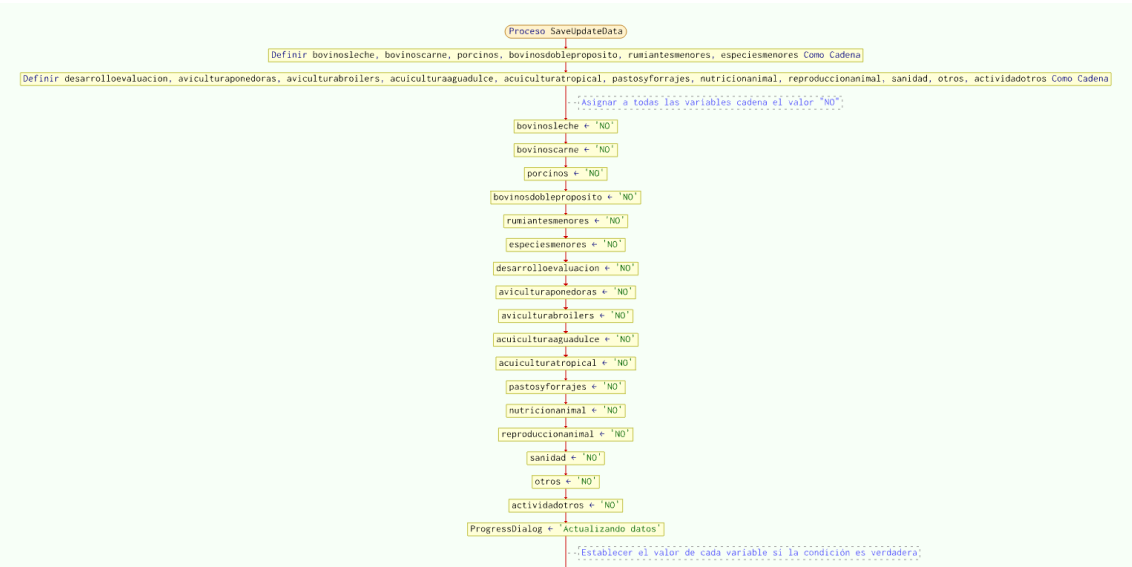 Proceso SaveUpdateData
Definir bovinosleche, bovinoscarne, porcinos, bovinosdobleproposito, rumiantesmenores, especiesmenores Como Cadena
Definir desarrolloevaluacion, aviculturaponedoras, aviculturabroilers, acuiculturaaguadulce, acuiculturatropical, pastosyforrajes, nutricionanimal, reproduccionanimal, sanidad, otros, actividadotros Como Cadena
Asignar a todas las variables cadena el valor "NO"
bovinosleche ← 'NO'
bovinoscarne ← 'NO'
porcinos ← 'NO'
bovinosdobleproposito ← 'NO'
rumiantesmenores ← 'NO'
especiesmenores ← 'NO'
desarrolloevaluacion ← 'NO'
aviculturaponedoras ← 'NO'
aviculturabroilers ← 'NO'
acuiculturaaguadulce ← 'NO'
acuiculturatropical ← 'NO'
pastosyforrajes ← 'NO'
nutricionanimal ← 'NO'
reproduccionanimal ← 'NO'
sanidad ← 'NO'
otros ← 'NO'
actividadotros ← 'NO'
ProgressDialog ← 'Actualizando datos'
Establecer el valor de cada variable si la condición es verdadera